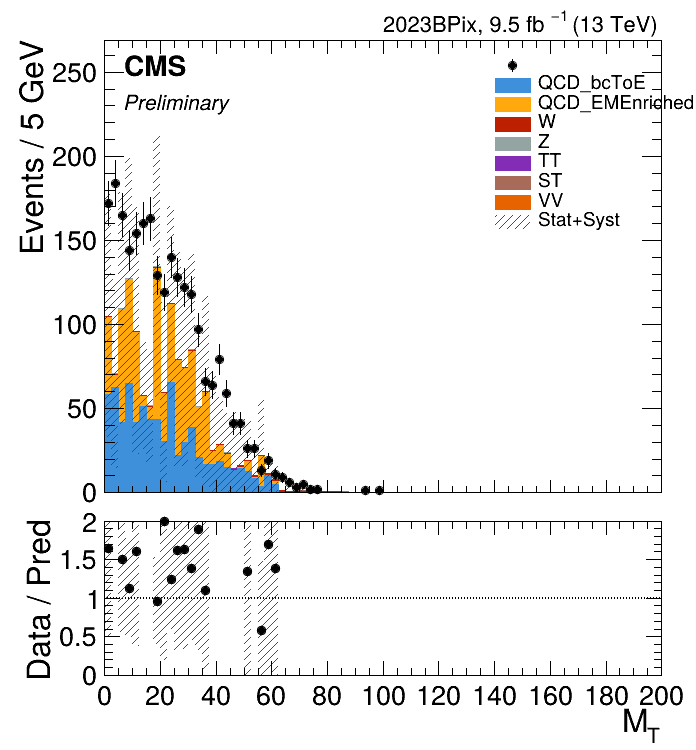 2023BPix, 9.5 fb⁻¹ (13 TeV)
CMS
Preliminary
QCD_bcToE
QCD_EMEnriched
W
Z
TT
ST
VV
Stat+Syst
Events / 5 GeV
250
200
150
100
50
0
Data / Pred
2
1.5
1
0.5
0
0 20 40 60 80 100 120 140 160 180 200
M_T